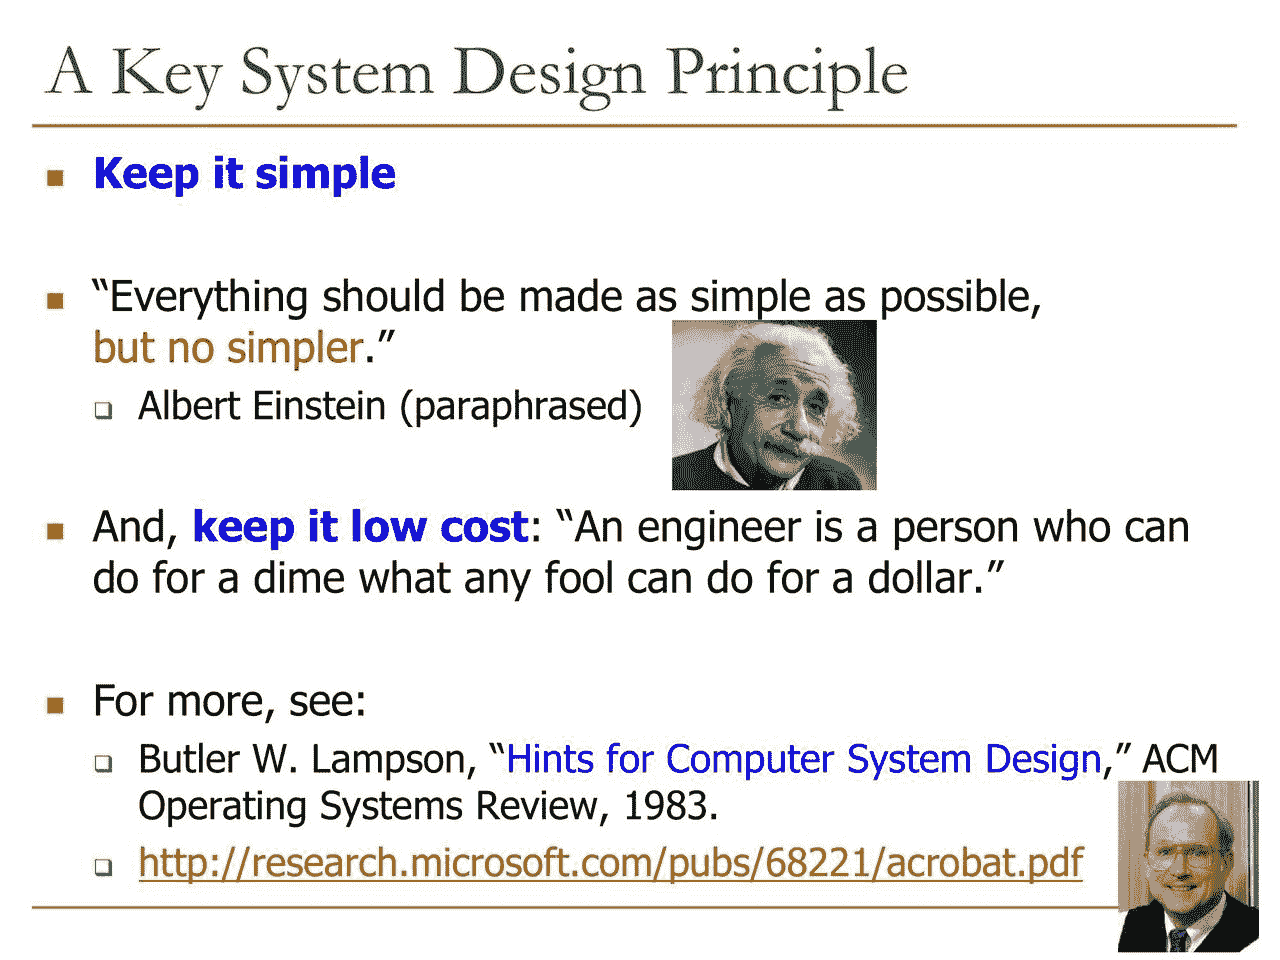 A Key System Design Principle
Keep it simple
“Everything should be made as simple as possible,
but no simpler.”
Albert Einstein (paraphrased)
And, keep it low cost: “An engineer is a person who can
do for a dime what any fool can do for a dollar.”
For more, see:
Butler W. Lampson, “Hints for Computer System Design,” ACM
Operating Systems Review, 1983.
http://research.microsoft.com/pubs/68221/acrobat.pdf